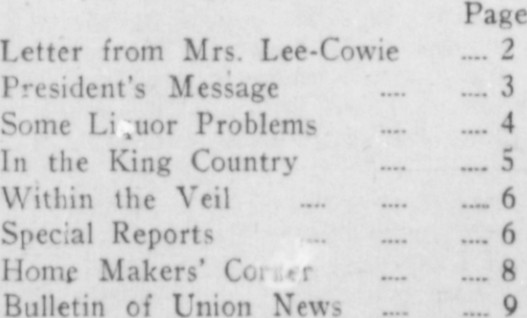 Page
Letter from Mrs. Lee-Cowie .... 2
President's Message .... .... 3
Some Liquor Problems .... .... 4
In the King Country .... .... 5
Within the Veil .... .... .... 6
Special Reports .... .... .... 6
Home Makers' Corner .... .... 8
Bulletin of Union News .... .... 9